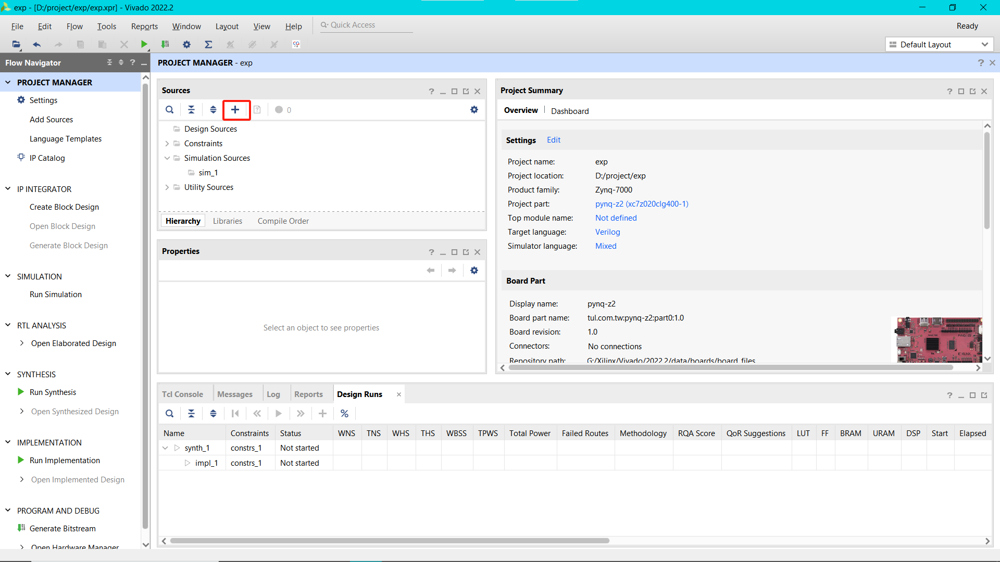 exp - [D:/project/exp/exp.xpr] - Vivado 2022.2
File Edit Flow Tools Reports Window Layout View Help Quick Access Ready
Default Layout
Flow Navigator
PROJECT MANAGER
Settings
Add Sources
Language Templates
IP Catalog
IP INTEGRATOR
Create Block Design
Open Block Design
Generate Block Design
SIMULATION
Run Simulation
RTL ANALYSIS
Open Elaborated Design
SYNTHESIS
Run Synthesis
Open Synthesized Design
IMPLEMENTATION
Run Implementation
Open Implemented Design
PROGRAM AND DEBUG
Generate Bitstream
Open Hardware Manager
PROJECT MANAGER - exp
Sources
0
Design Sources
Constraints
Simulation Sources
sim_1
Utility Sources
Hierarchy Libraries Compile Order
Properties
Select an object to see properties
Project Summary
Overview Dashboard
Settings Edit
Project name: exp
Project location: D:/project/exp
Product family: Zynq-7000
Project part: pynq-z2 (xc7z020clg400-1)
Top module name: Not defined
Target language: Verilog
Simulator language: Mixed
Board Part
Display name: pynq-z2
Board part name: tul.com.tw:pynq-z2:part0:1.0
Board revision: 1.0
Connectors: No connections
Repository path: G:/Xilinx/Vivado/2022.2/data/boards/board_files
Tcl Console Messages Log Reports Design Runs
Name Constraints Status WNS TNS WHS THS WBSS TPWS Total Power Failed Routes Methodology RQA Score QoR Suggestions LUT FF BRAM URAM DSP Start Elapsed
synth_1 constrs_1 Not started
impl_1 constrs_1 Not started